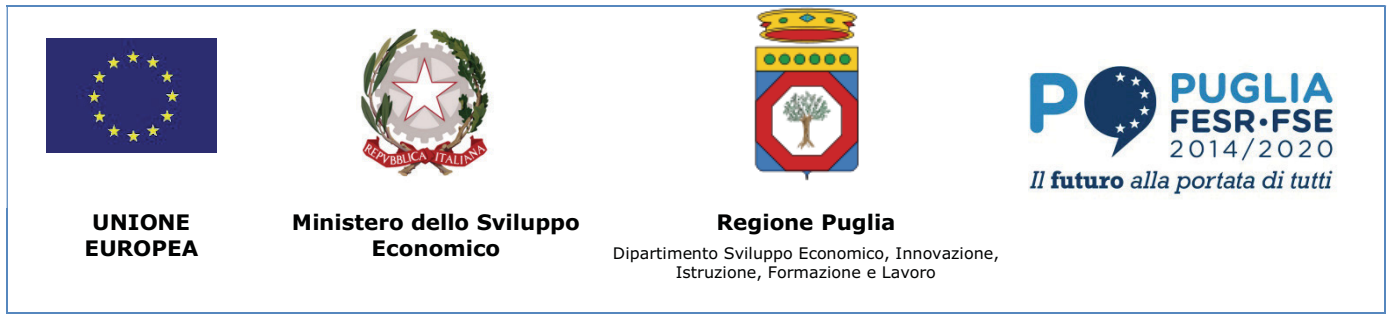 REPVBBLICA ITALIANA
PO PUGLIA
FESR•FSE
2014/2020
Il futuro alla portata di tutti
UNIONE
EUROPEA
Ministero dello Sviluppo
Economico
Regione Puglia
Dipartimento Sviluppo Economico, Innovazione,
Istruzione, Formazione e Lavoro